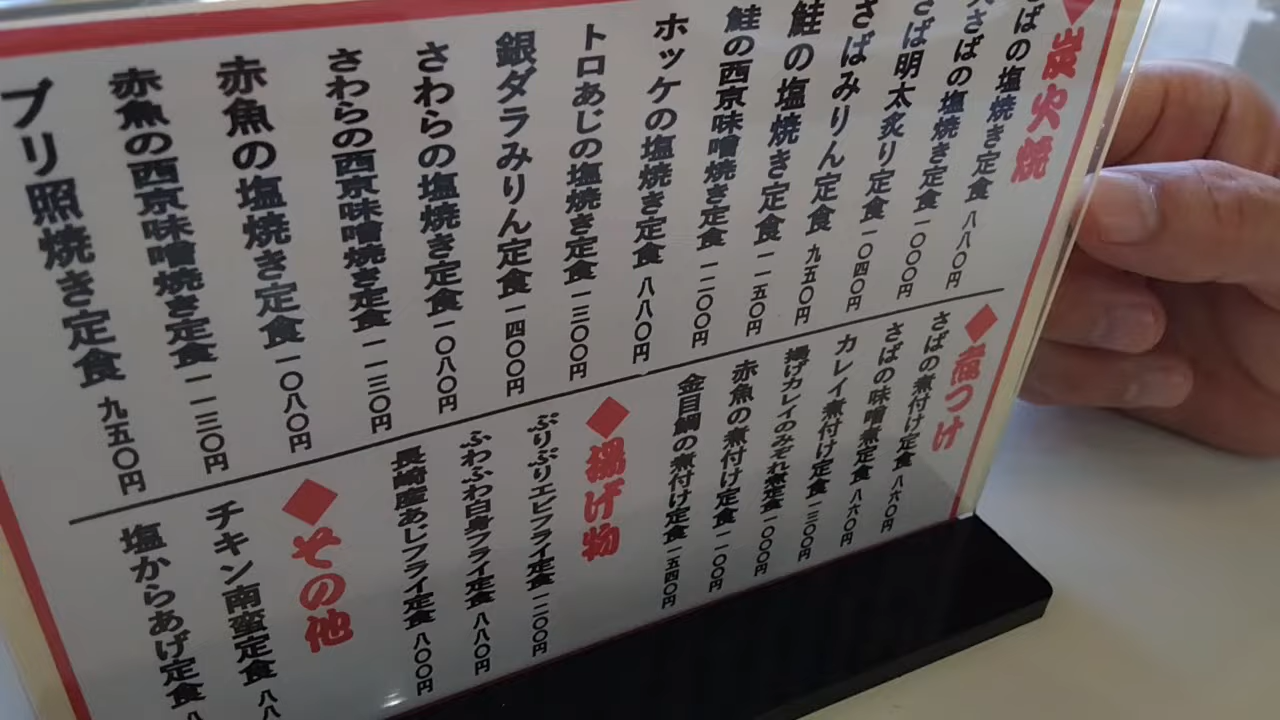 炭火焼
さばの塩焼き定食 八八〇円
さばの塩焼き定食 一〇〇〇円
さば明太炙り定食 一〇四〇円
さばみりん定食 九五〇円
鮭の塩焼き定食 一一五〇円
鮭の西京味噌焼き定食 一二〇〇円
ホッケの塩焼き定食 八八〇円
トロあじの塩焼き定食 一三〇〇円
銀ダラみりん定食 一四〇〇円
さわらの塩焼き定食 一〇八〇円
さわらの西京味噌焼き定食 一一三〇円
赤魚の塩焼き定食 一〇八〇円
赤魚の西京味噌焼き定食 一一三〇円
ブリ照焼き定食 九五〇円
煮つけ
さばの煮付け定食 八六〇円
さばの味噌煮定食 八六〇円
カレイ煮付け定食 一三〇〇円
揚げカレイのみぞれ煮定食 一〇〇〇円
赤魚の煮付け定食 一一〇〇円
金目鯛の煮付け定食 一五四〇円
揚げ物
ぷりぷりエビフライ定食 一二〇〇円
ふわふわ白身フライ定食 八八〇円
長崎産あじフライ定食 八〇〇円
その他
チキン南蛮定食 八八
塩からあげ定食 八